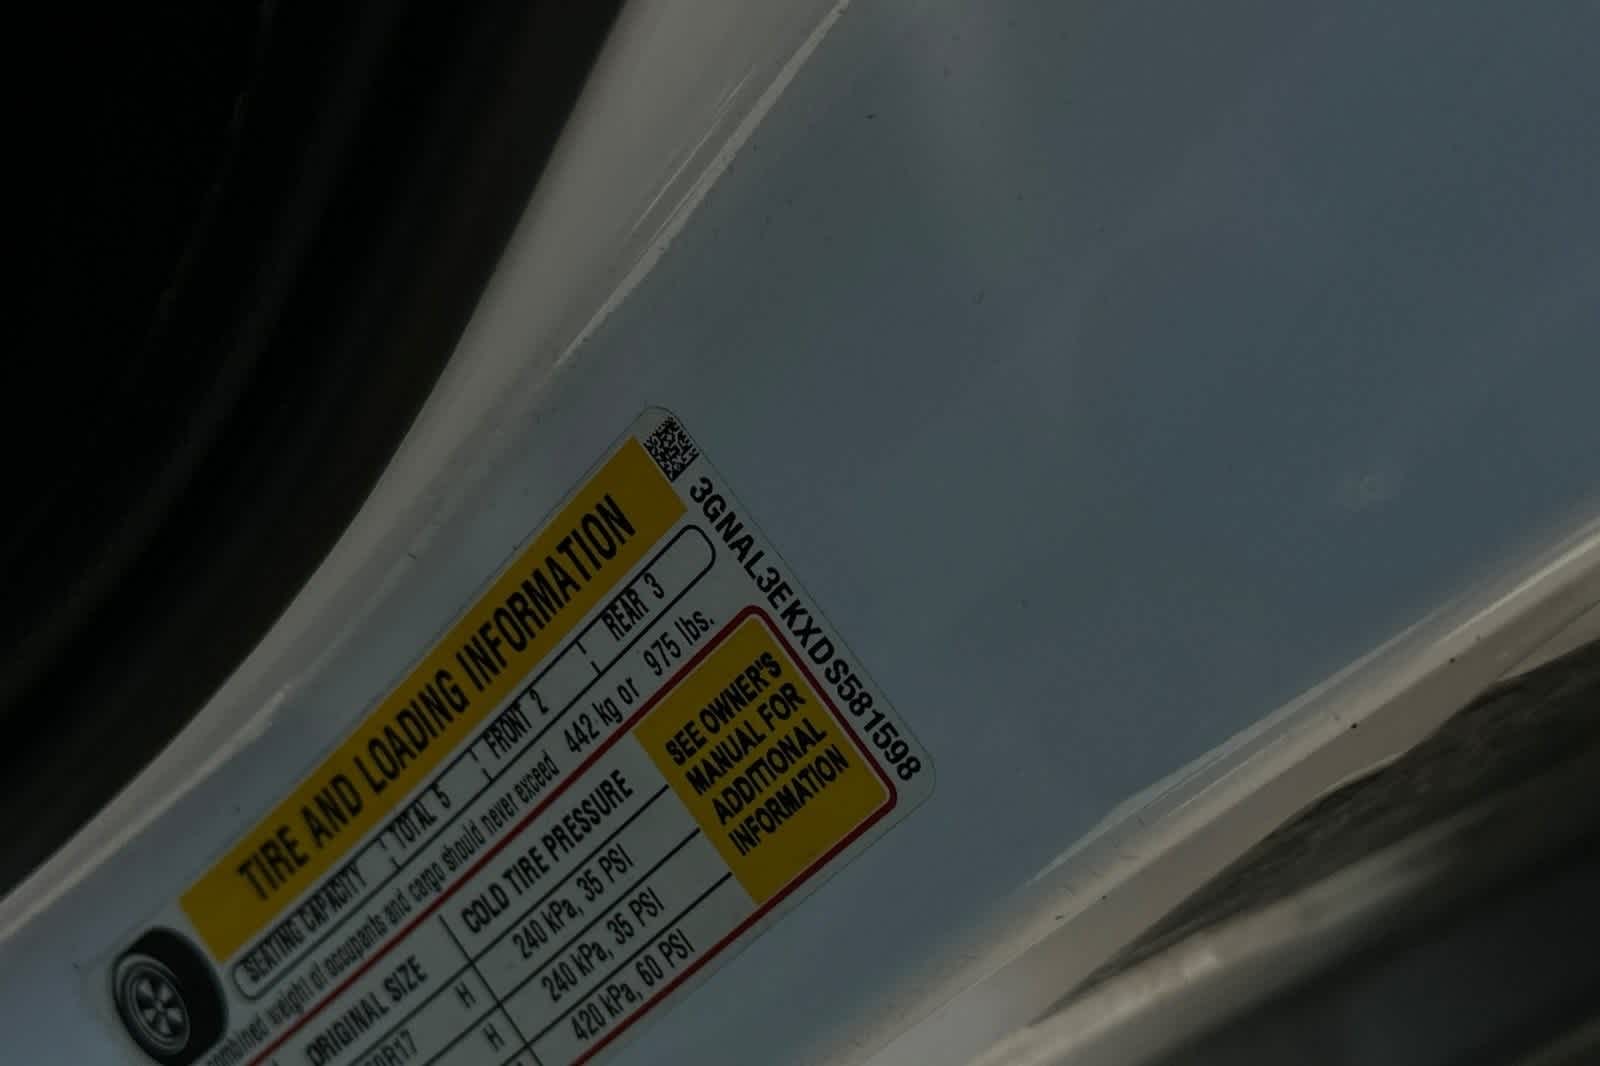 3GNAL3EKXDS581598
TIRE AND LOADING INFORMATION
SEATING CAPACITY TOTAL 5 FRONT 2 REAR 3
weight of occupants and cargo should never exceed 442 kg or 975 lbs.
ORIGINAL SIZE COLD TIRE PRESSURE
R17 H 240 kPa, 35 PSI
H 240 kPa, 35 PSI
420 kPa, 60 PSI
SEE OWNER'S
MANUAL FOR
ADDITIONAL
INFORMATION